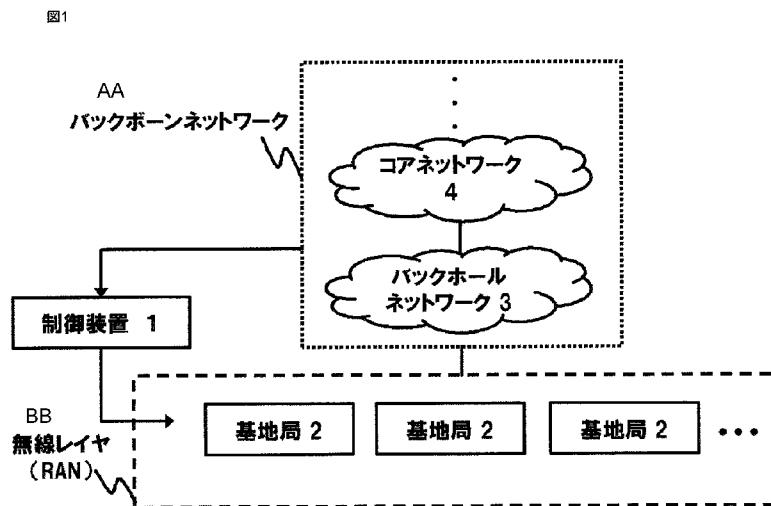 図1
AA
バックボーンネットワーク
コアネットワーク
4
バックホール
ネットワーク 3
制御装置 1
BB
無線レイヤ
(RAN)
基地局 2
基地局 2
基地局 2